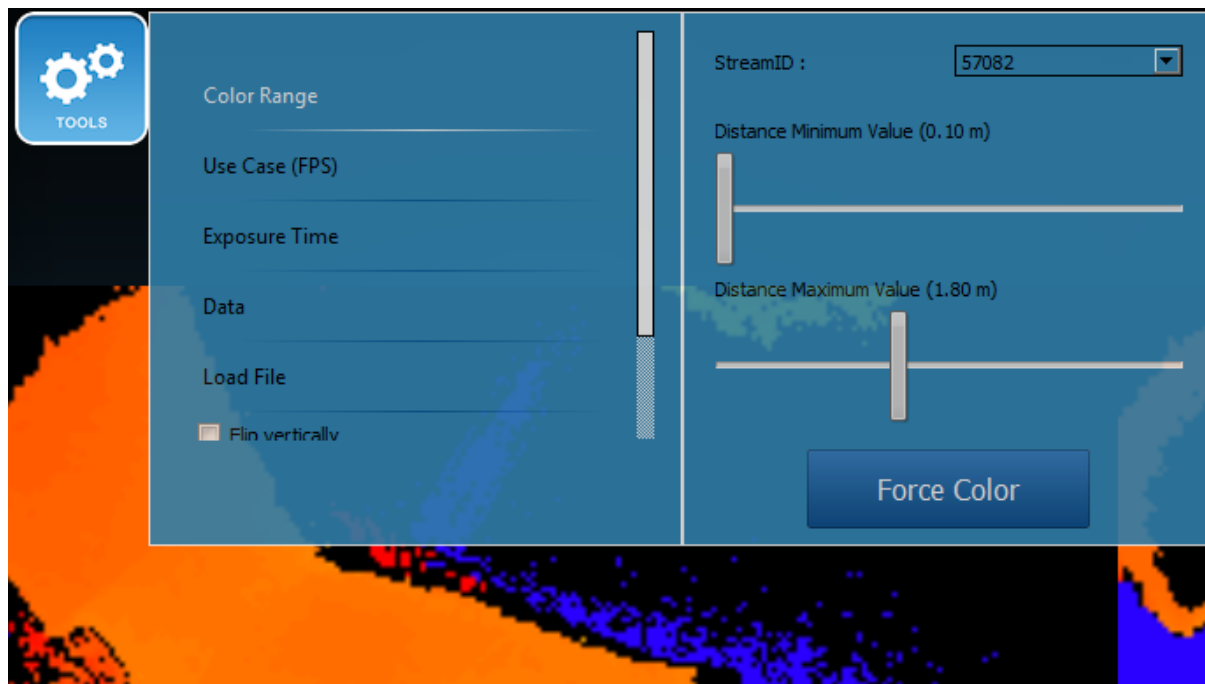 TOOLS
Color Range
Use Case (FPS)
Exposure Time
Data
Load File
Flip vertically
StreamID :
57082
Distance Minimum Value (0.10 m)
Distance Maximum Value (1.80 m)
Force Color